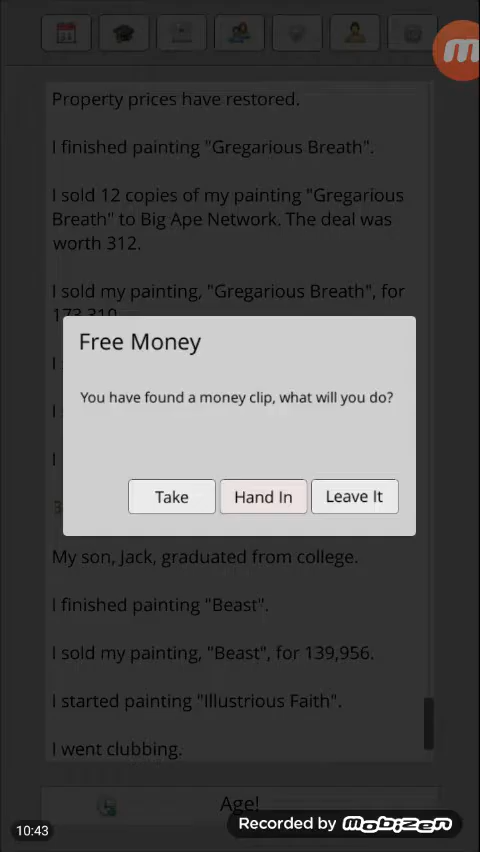 Property prices have restored.
I finished painting "Gregarious Breath".
I sold 12 copies of my painting "Gregarious
Breath" to Big Ape Network. The deal was
worth 312.
I sold my painting, "Gregarious Breath", for
173,310.
Free Money
You have found a money clip, what will you do?
Take
Hand In
Leave It
My son, Jack, graduated from college.
I finished painting "Beast".
I sold my painting, "Beast", for 139,956.
I started painting "Illustrious Faith".
I went clubbing.
Age!
10:43
Recorded by mobizen